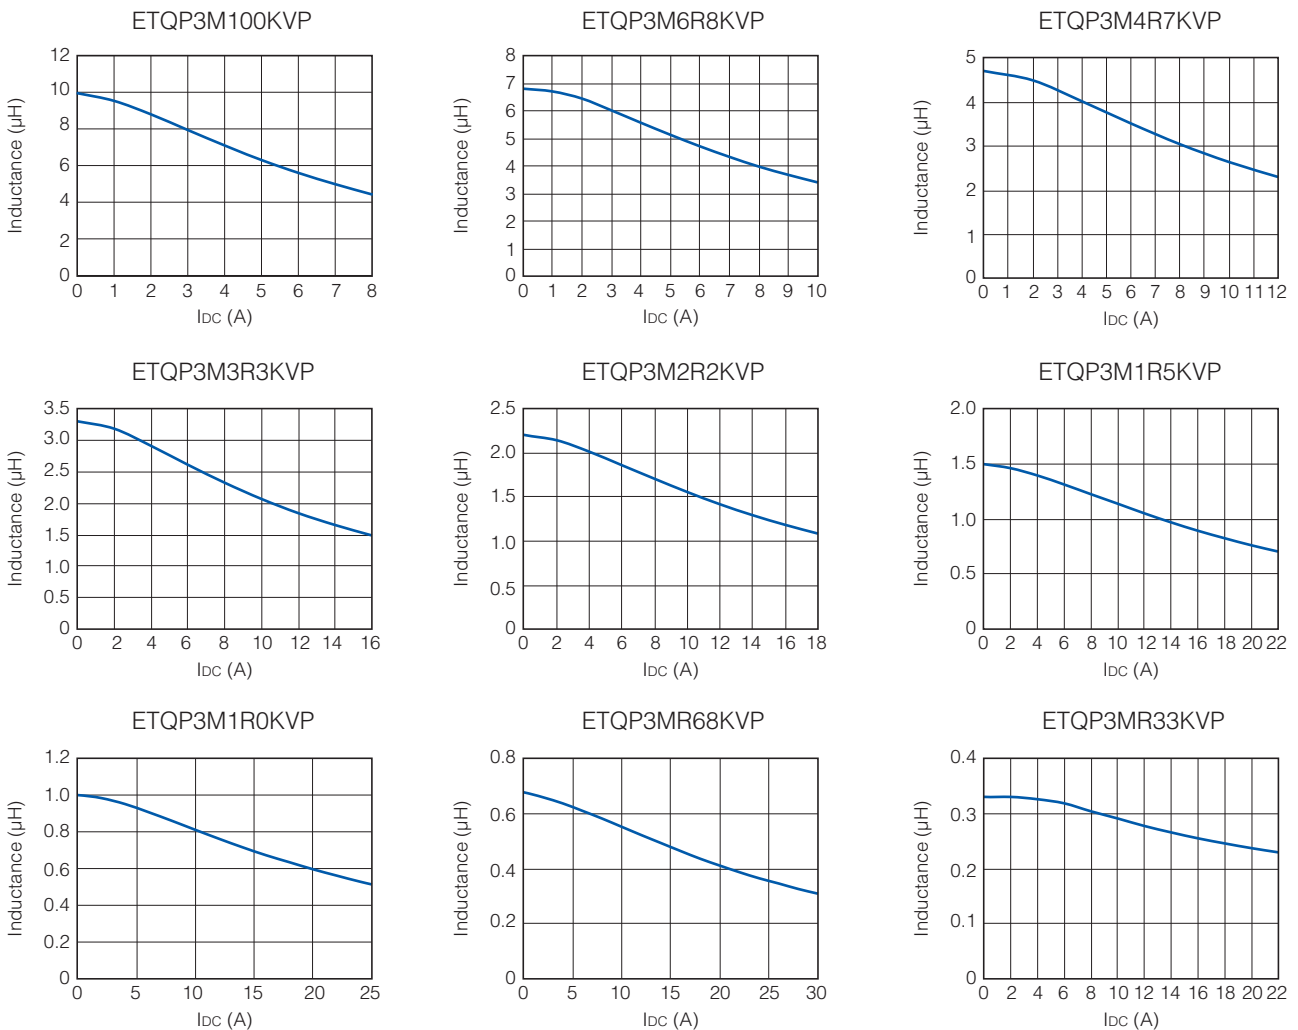 ETQP3M100KVP
Inductance (μH)
12
10
8
6
4
2
0
0 1 2 3 4 5 6 7 8
IDC (A)
ETQP3M6R8KVP
Inductance (μH)
8
7
6
5
4
3
2
1
0
0 1 2 3 4 5 6 7 8 9 10
IDC (A)
ETQP3M4R7KVP
Inductance (μH)
5
4
3
2
1
0
0 1 2 3 4 5 6 7 8 9 10 11 12
IDC (A)
ETQP3M3R3KVP
Inductance (μH)
3.5
3.0
2.5
2.0
1.5
1.0
0.5
0
0 2 4 6 8 10 12 14 16
IDC (A)
ETQP3M2R2KVP
Inductance (μH)
2.5
2.0
1.5
1.0
0.5
0
0 2 4 6 8 10 12 14 16 18
IDC (A)
ETQP3M1R5KVP
Inductance (μH)
2.0
1.5
1.0
0.5
0
0 2 4 6 8 10 12 14 16 18 20 22
IDC (A)
ETQP3M1R0KVP
Inductance (μH)
1.2
1.0
0.8
0.6
0.4
0.2
0
0 5 10 15 20 25
IDC (A)
ETQP3MR68KVP
Inductance (μH)
0.8
0.6
0.4
0.2
0
0 5 10 15 20 25 30
IDC (A)
ETQP3MR33KVP
Inductance (μH)
0.4
0.3
0.2
0.1
0
0 2 4 6 8 10 12 14 16 18 20 22
IDC (A)